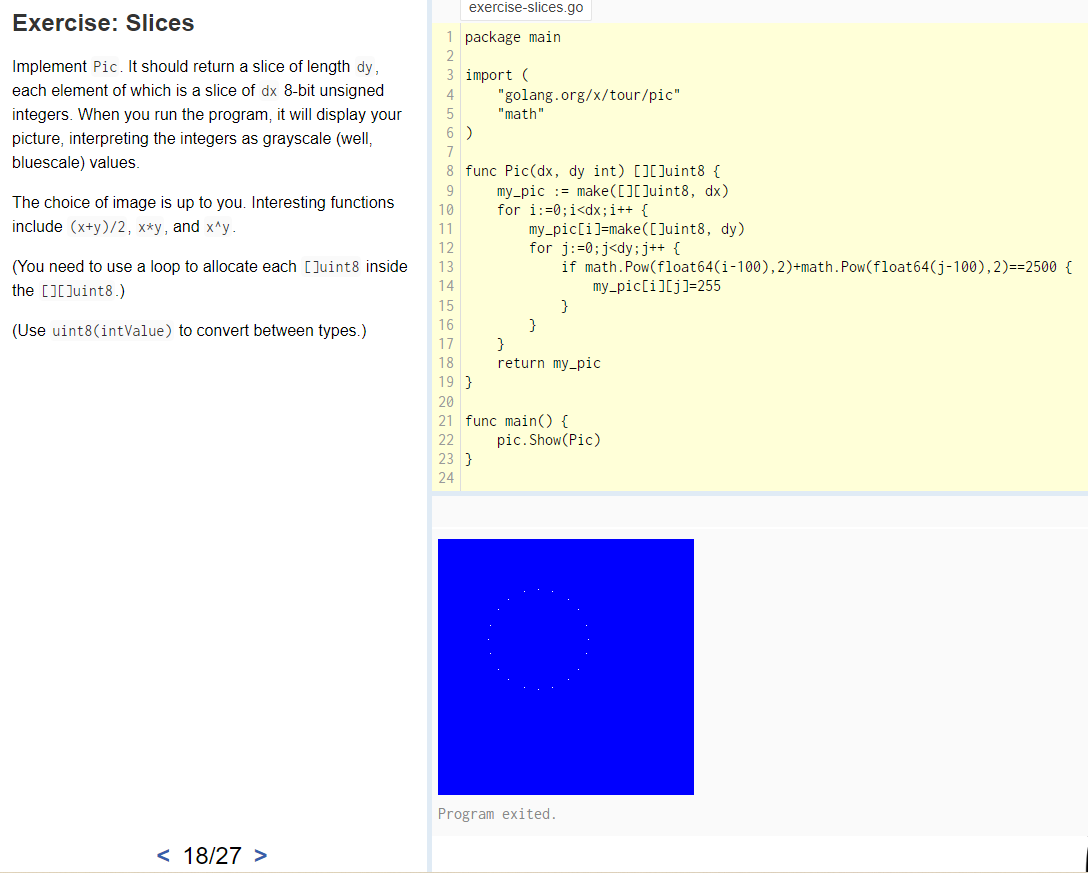 Exercise: Slices
Implement Pic. It should return a slice of length dy,
each element of which is a slice of dx 8-bit unsigned
integers. When you run the program, it will display your
picture, interpreting the integers as grayscale (well,
bluescale) values.
The choice of image is up to you. Interesting functions
include (x+y)/2, x*y, and x^y.
(You need to use a loop to allocate each []uint8 inside
the [][]uint8.)
(Use uint8(intValue) to convert between types.)
< 18/27 >
exercise-slices.go
1 package main
2
3 import (
4     "golang.org/x/tour/pic"
5     "math"
6 )
7
8 func Pic(dx, dy int) [][]uint8 {
9     my_pic := make([][]uint8, dx)
10     for i:=0;i<dx;i++ {
11         my_pic[i]=make([]uint8, dy)
12         for j:=0;j<dy;j++ {
13             if math.Pow(float64(i-100),2)+math.Pow(float64(j-100),2)==2500 {
14                 my_pic[i][j]=255
15             }
16         }
17     }
18     return my_pic
19 }
20
21 func main() {
22     pic.Show(Pic)
23 }
24
Program exited.